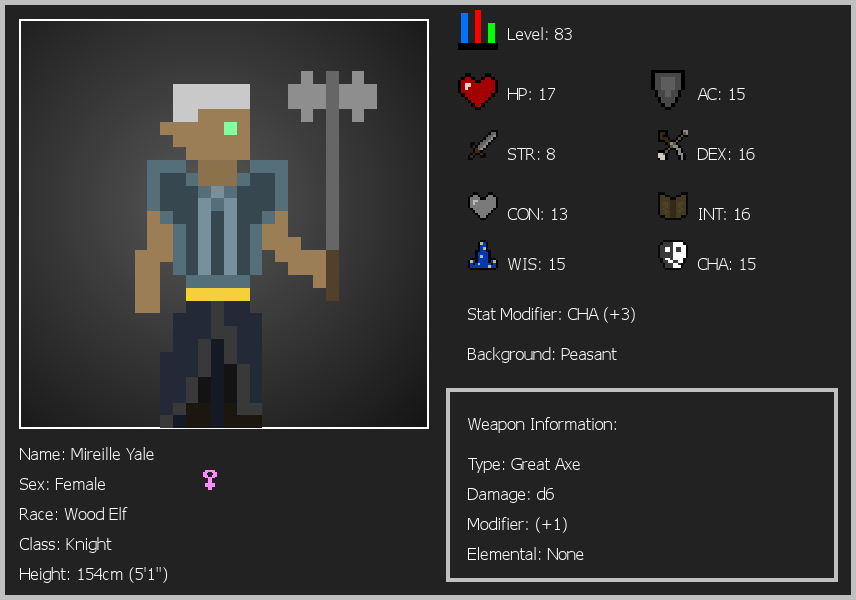 Level: 83
HP: 17
AC: 15
STR: 8
DEX: 16
CON: 13
INT: 16
WIS: 15
CHA: 15
Stat Modifier: CHA (+3)
Background: Peasant
Weapon Information:
Type: Great Axe
Damage: d6
Modifier: (+1)
Elemental: None
Name: Mireille Yale
Sex: Female
Race: Wood Elf
Class: Knight
Height: 154cm (5'1")